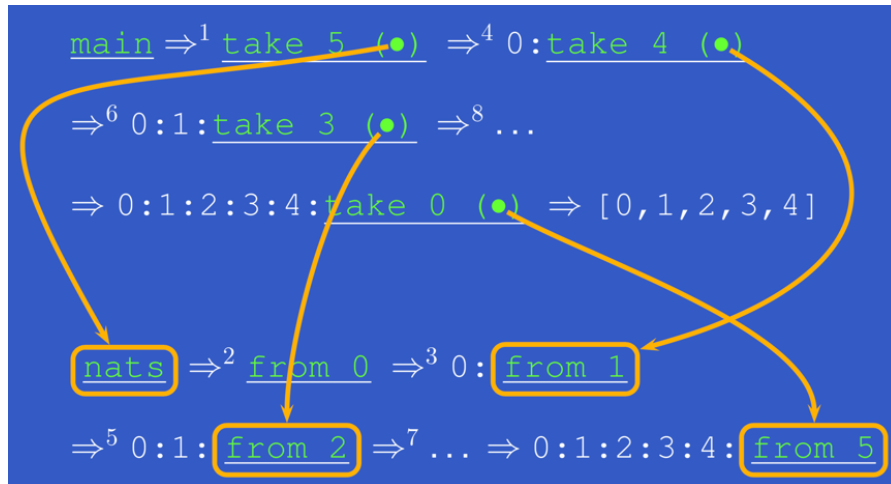 main ⇒¹ take 5 (●) ⇒⁴ 0:take 4 (●)
⇒⁶ 0:1:take 3 (●) ⇒⁸ ...
⇒ 0:1:2:3:4:take 0 (●) ⇒ [0,1,2,3,4]
nats ⇒² from 0 ⇒³ 0:from 1
⇒⁵ 0:1:from 2 ⇒⁷ ... ⇒ 0:1:2:3:4:from 5